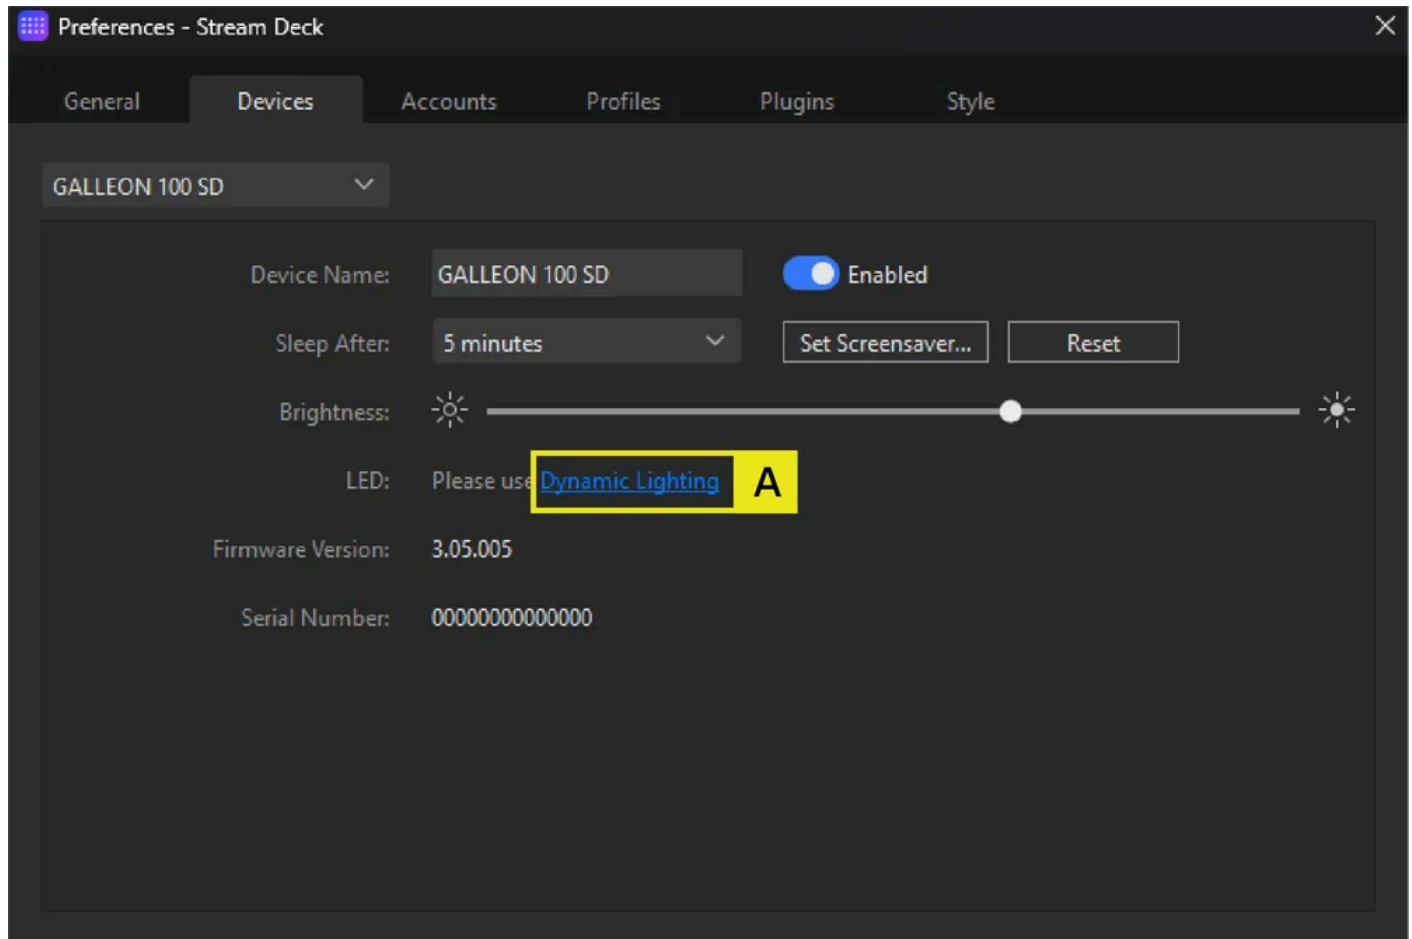 Preferences - Stream Deck
General Devices Accounts Profiles Plugins Style
GALLEON 100 SD
Device Name: GALLEON 100 SD Enabled
Sleep After: 5 minutes Set Screensaver... Reset
Brightness:
LED: Please use Dynamic Lighting A
Firmware Version: 3.05.005
Serial Number: 00000000000000